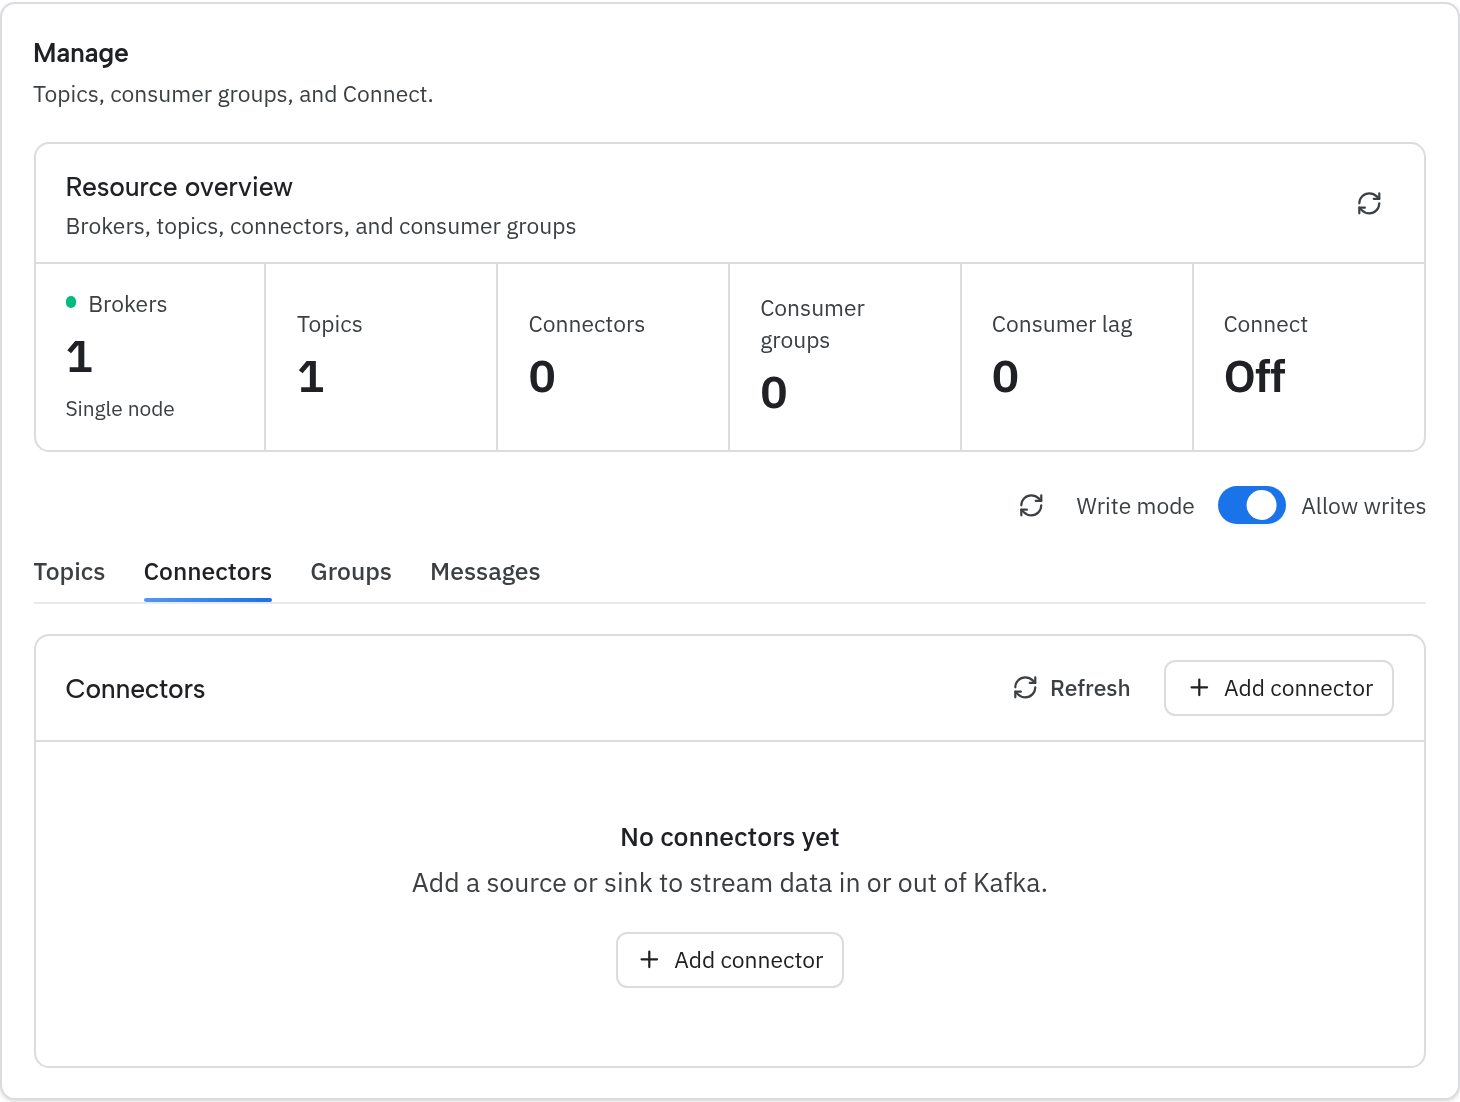 Manage
Topics, consumer groups, and Connect.
Resource overview
Brokers, topics, connectors, and consumer groups
Brokers
1
Single node
Topics
1
Connectors
0
Consumer
groups
0
Consumer lag
0
Connect
Off
Write mode
Allow writes
Topics
Connectors
Groups
Messages
Connectors
Refresh
+ Add connector
No connectors yet
Add a source or sink to stream data in or out of Kafka.
+ Add connector